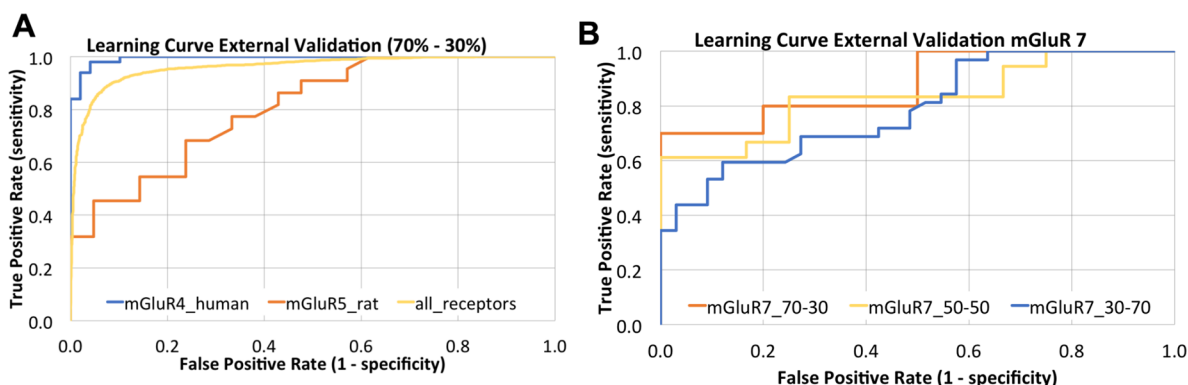 A
Learning Curve External Validation (70% - 30%)
True Positive Rate (sensitivity)
1.0
0.8
0.6
0.4
0.2
0.0
mGluR4_human mGluR5_rat all_receptors
0.0 0.2 0.4 0.6 0.8 1.0
False Positive Rate (1 - specificity)
B
Learning Curve External Validation mGluR 7
True Positive Rate (sensitivity)
1.0
0.8
0.6
0.4
0.2
0.0
mGluR7_70-30 mGluR7_50-50 mGluR7_30-70
0.0 0.2 0.4 0.6 0.8 1.0
False Positive Rate (1 - specificity)